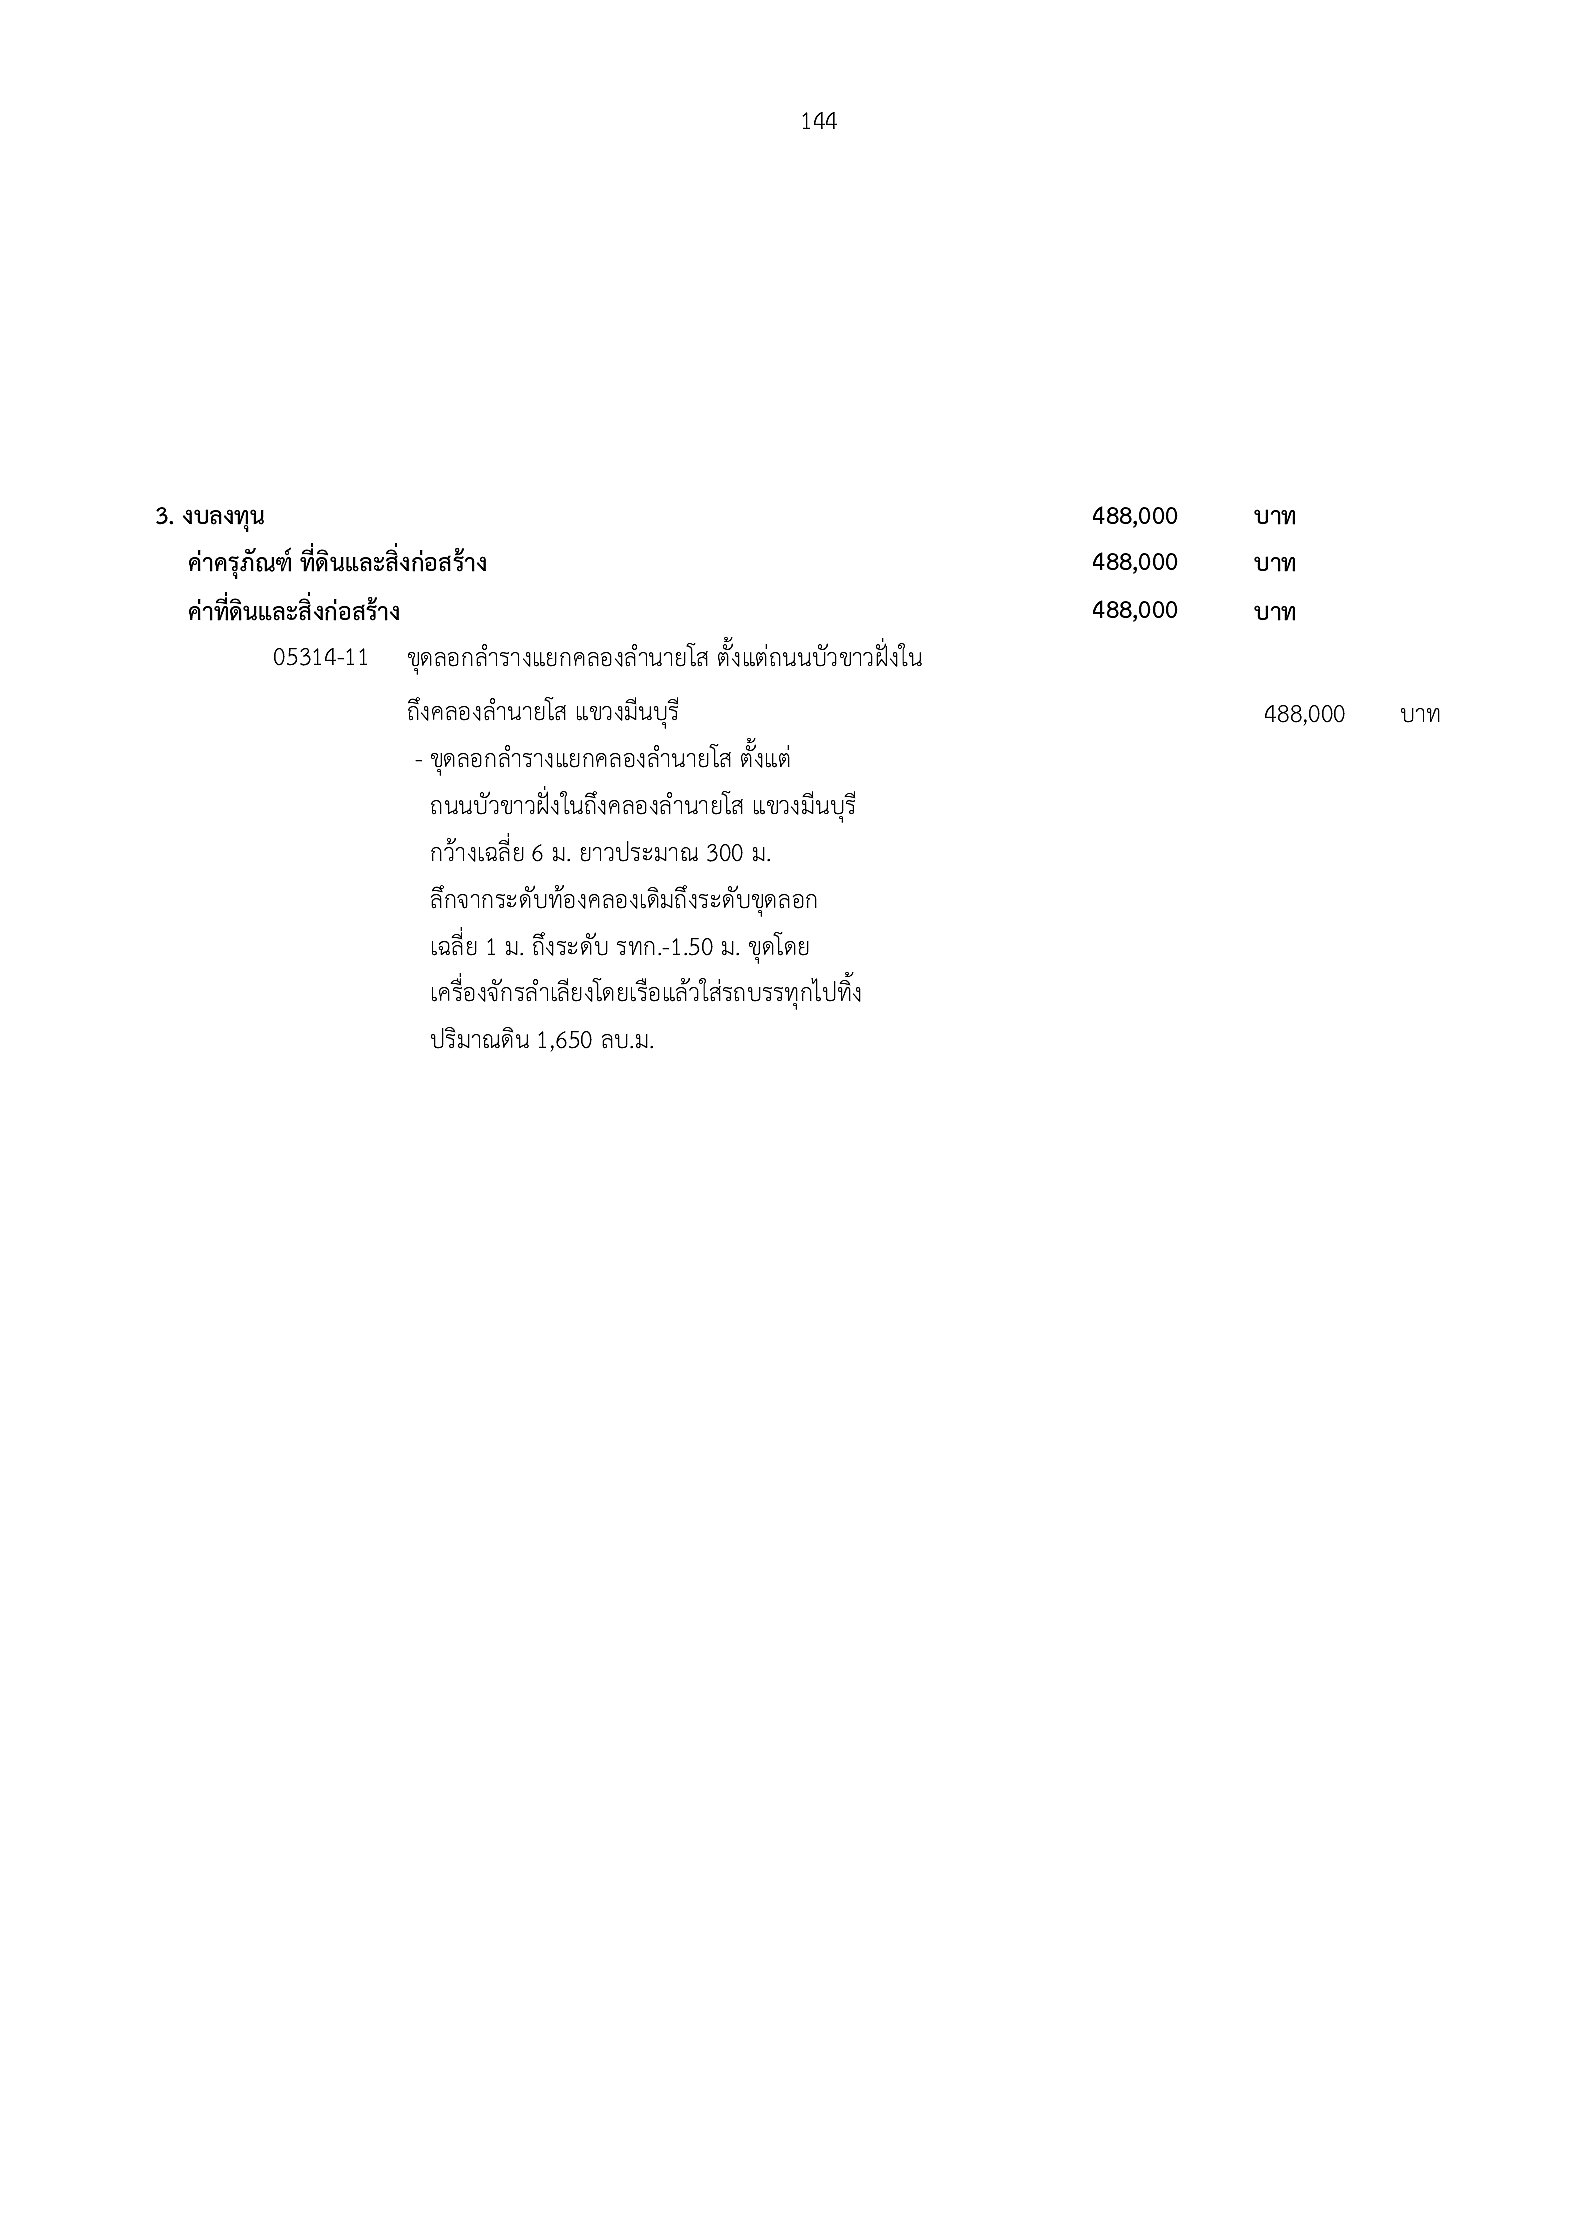 144
3. งบลงทุน 488,000 บาท
ค่าครุภัณฑ์ ที่ดินและสิ่งก่อสร้าง 488,000 บาท
ค่าที่ดินและสิ่งก่อสร้าง 488,000 บาท
05314-11 ขุดลอกลำรางแยกคลองลำนายโส ตั้งแต่ถนนบัวขาวฝั่งใน
ถึงคลองลำนายโส แขวงมีนบุรี 488,000 บาท
- ขุดลอกลำรางแยกคลองลำนายโส ตั้งแต่
ถนนบัวขาวฝั่งในถึงคลองลำนายโส แขวงมีนบุรี
กว้างเฉลี่ย 6 ม. ยาวประมาณ 300 ม.
ลึกจากระดับท้องคลองเดิมถึงระดับขุดลอก
เฉลี่ย 1 ม. ถึงระดับ รทก.-1.50 ม. ขุดโดย
เครื่องจักรลำเลียงโดยเรือแล้วใส่รถบรรทุกไปทิ้ง
ปริมาณดิน 1,650 ลบ.ม.